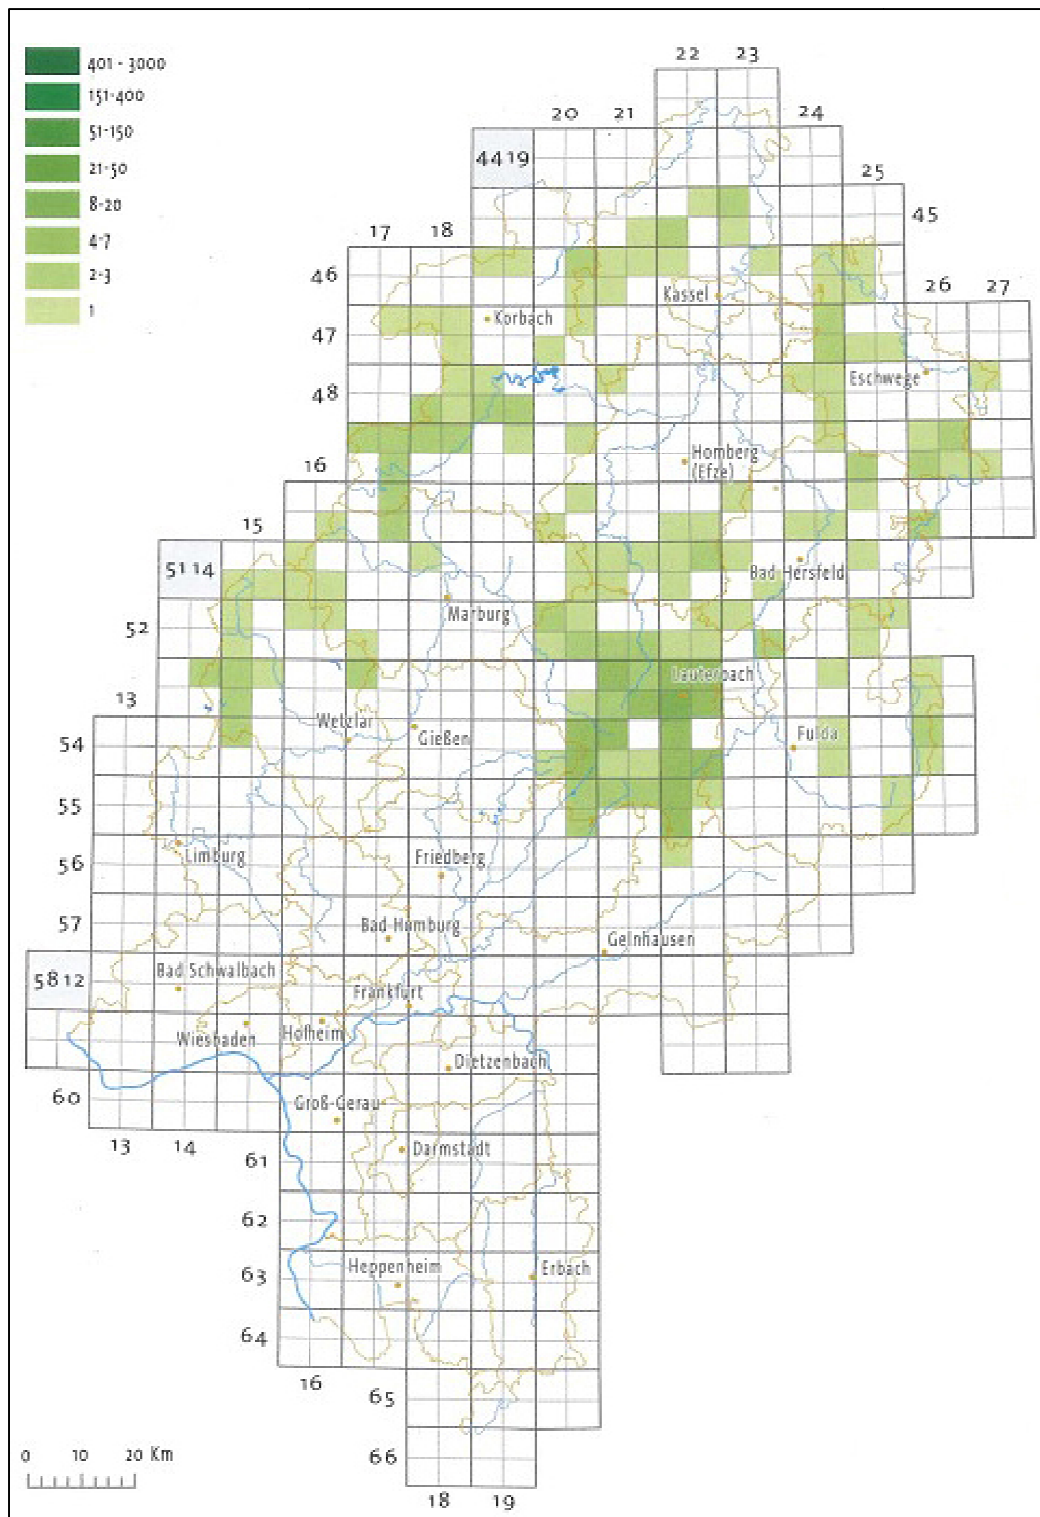 401 - 3000
151-400
51-150
21-50
8-20
4-7
2-3
1
22 23
20 21 24
4419
25
45
17 18
46
26 27
Kassel
Korbach
47
Eschwege
48
Homberg
(Efze)
16
15
5114
Bad Hersfeld
Marburg
52
Lauterbach
13
Wetzlar
Gießen
Fulda
54
55
Limburg
Friedberg
56
57
Bad Homburg
Gelnhausen
5812
Bad Schwalbach
Frankfurt
Wiesbaden
Hofheim
Dietzenbach
60
Groß-Gerau
13 14
61
Darmstadt
62
63
Heppenheim
Erbach
64
16
65
66
0 10 20 Km
18 19